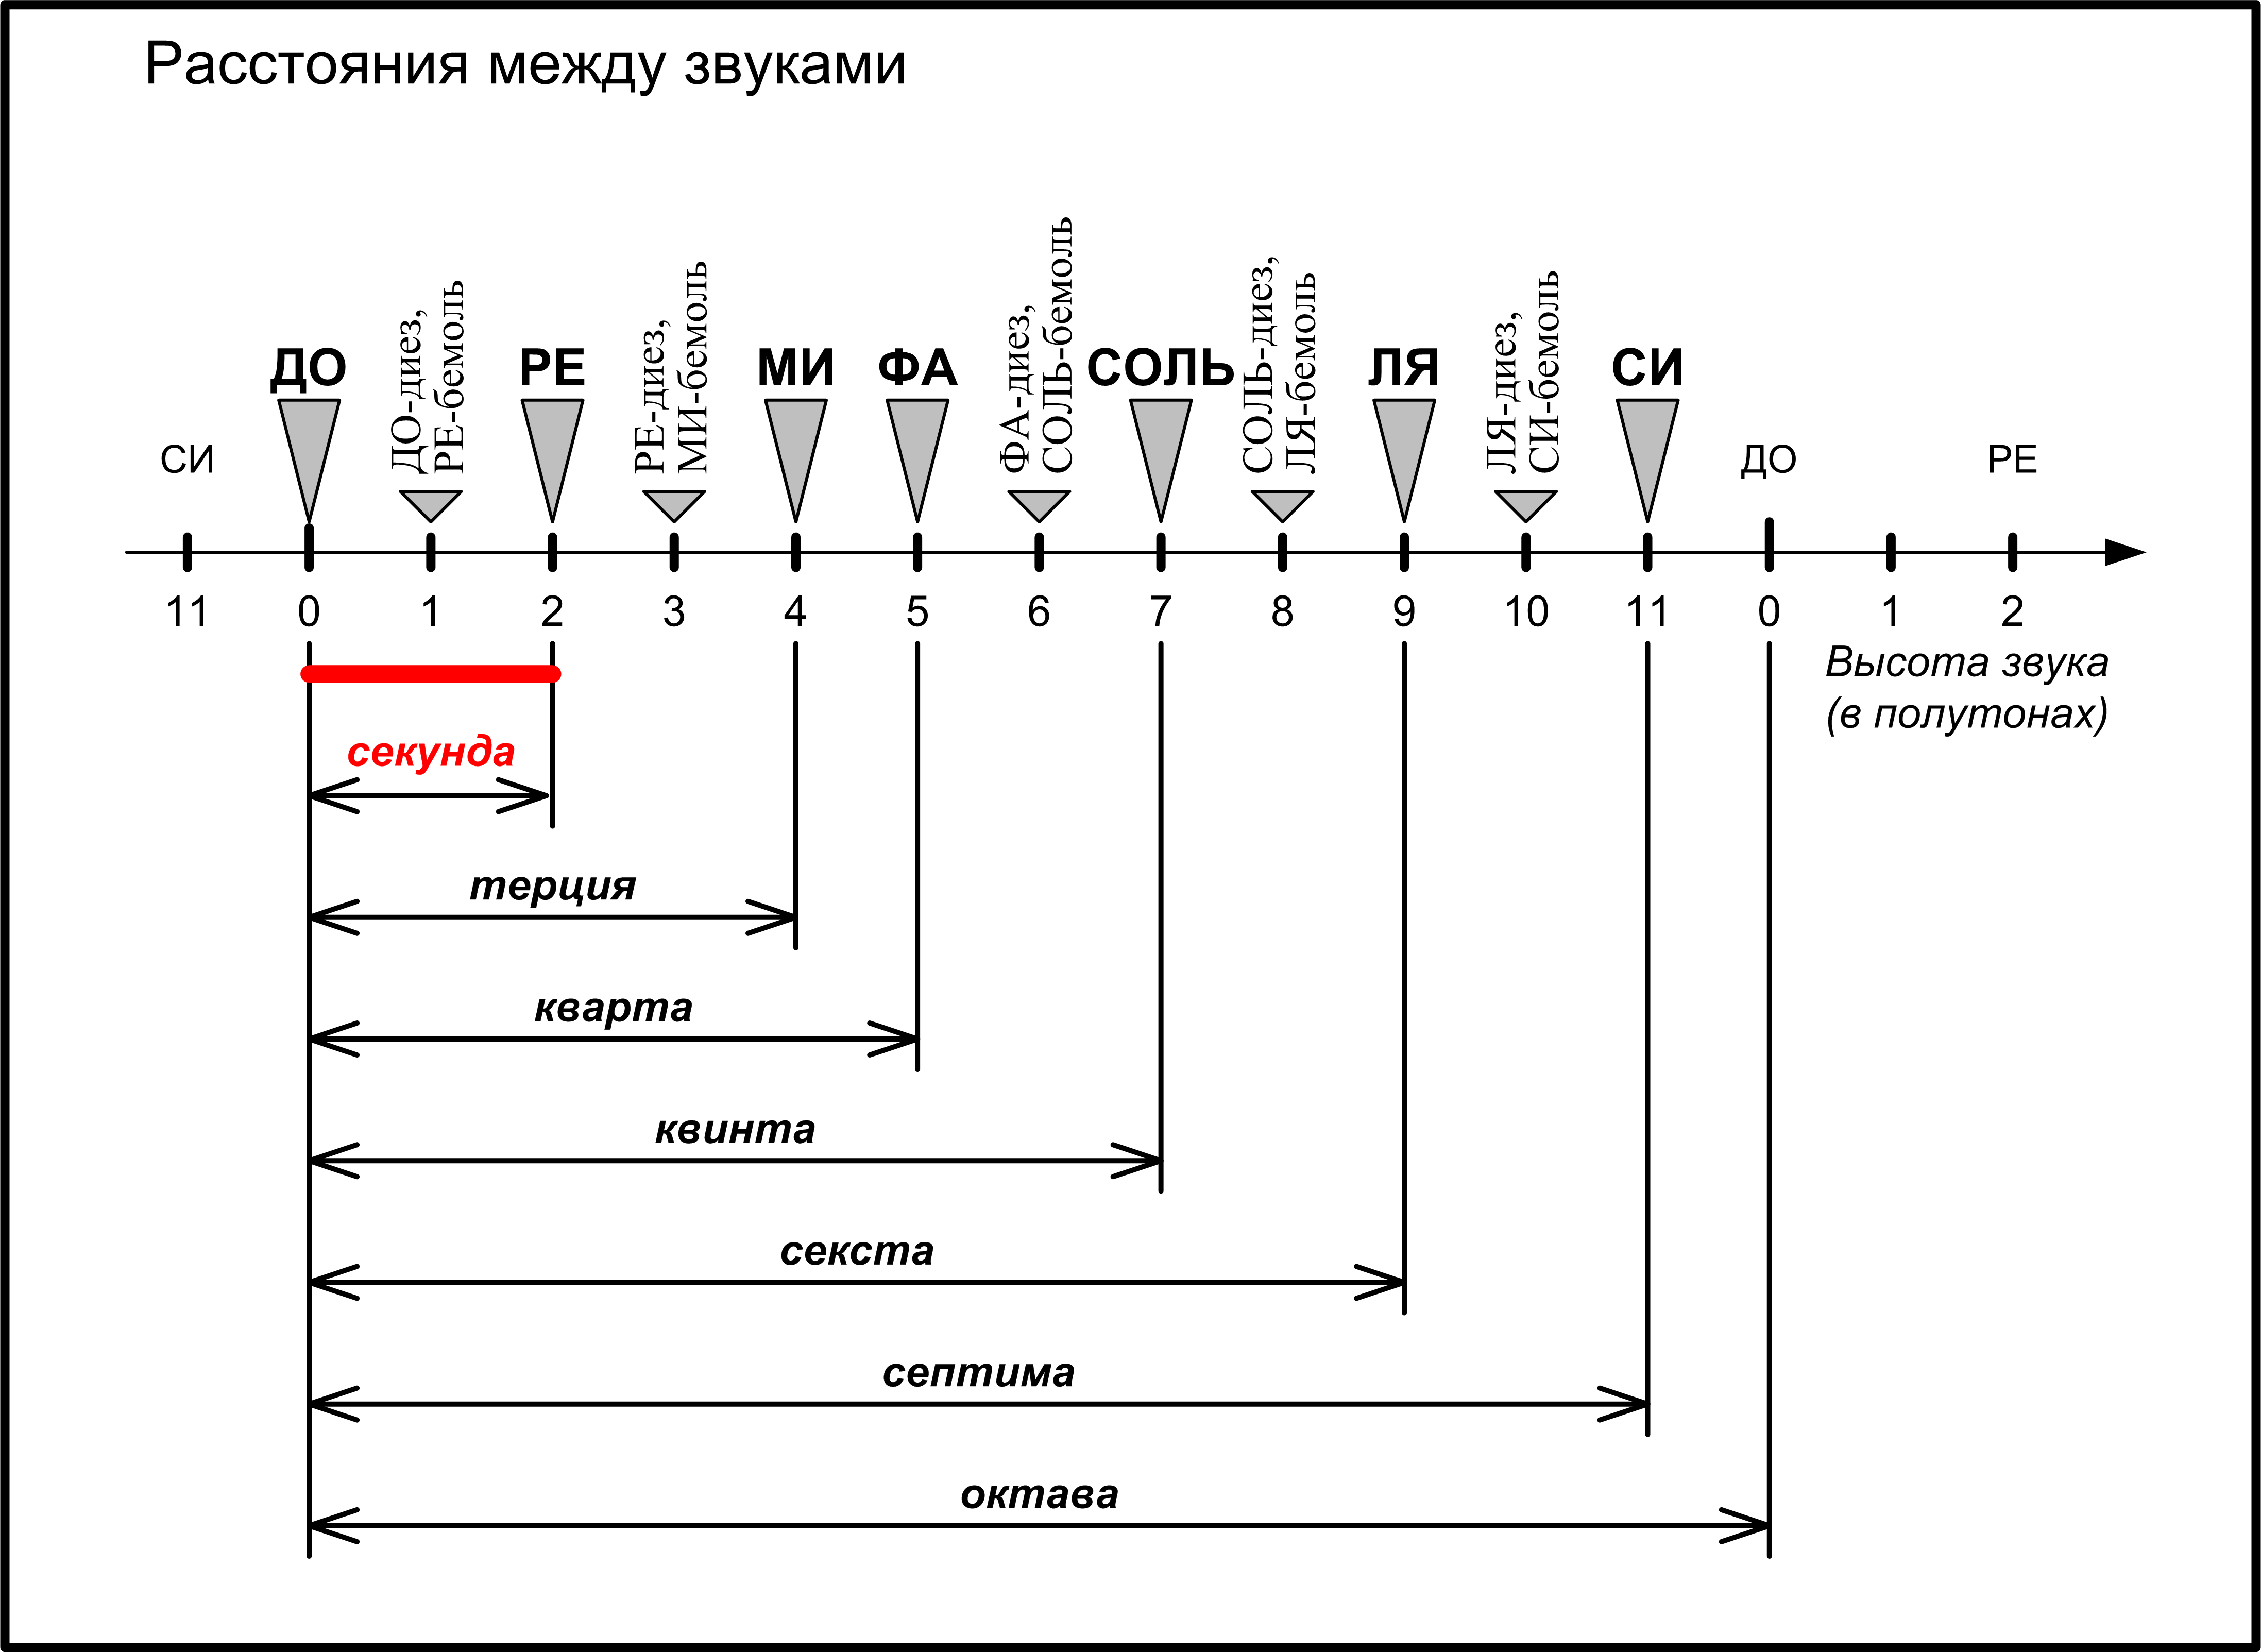 Расстояния между звуками
ДО-диез,
РЕ-бемоль
РЕ-диез,
МИ-бемоль
ФА-диез,
СОЛЬ-бемоль
СОЛЬ-диез,
ЛЯ-бемоль
ЛЯ-диез,
СИ-бемоль
ДО РЕ МИ ФА СОЛЬ ЛЯ СИ
СИ ДО РЕ
11 0 1 2 3 4 5 6 7 8 9 10 11 0 1 2
Высота звука
(в полутонах)
секунда
терция
кварта
квинта
секста
септима
октава